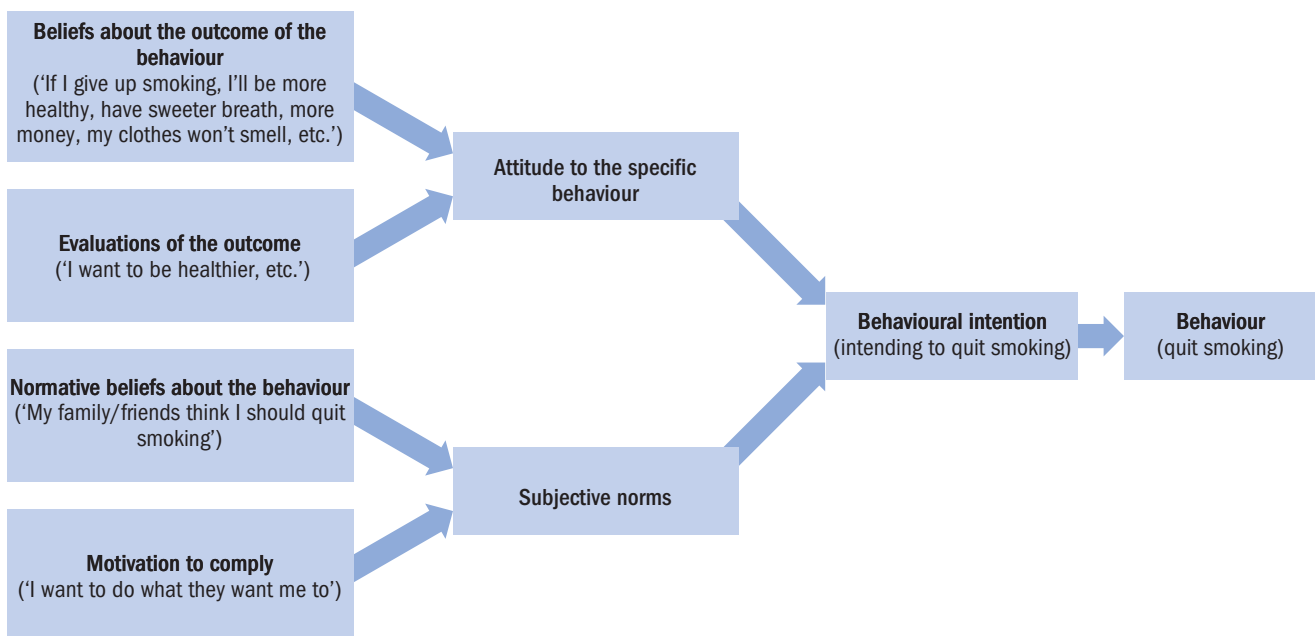 Beliefs about the outcome of the
behaviour
(‘If I give up smoking, I’ll be more
healthy, have sweeter breath, more
money, my clothes won’t smell, etc.’)
Evaluations of the outcome
(‘I want to be healthier, etc.’)
Normative beliefs about the behaviour
(‘My family/friends think I should quit
smoking’)
Motivation to comply
(‘I want to do what they want me to’)
Attitude to the specific
behaviour
Subjective norms
Behavioural intention
(intending to quit smoking)
Behaviour
(quit smoking)